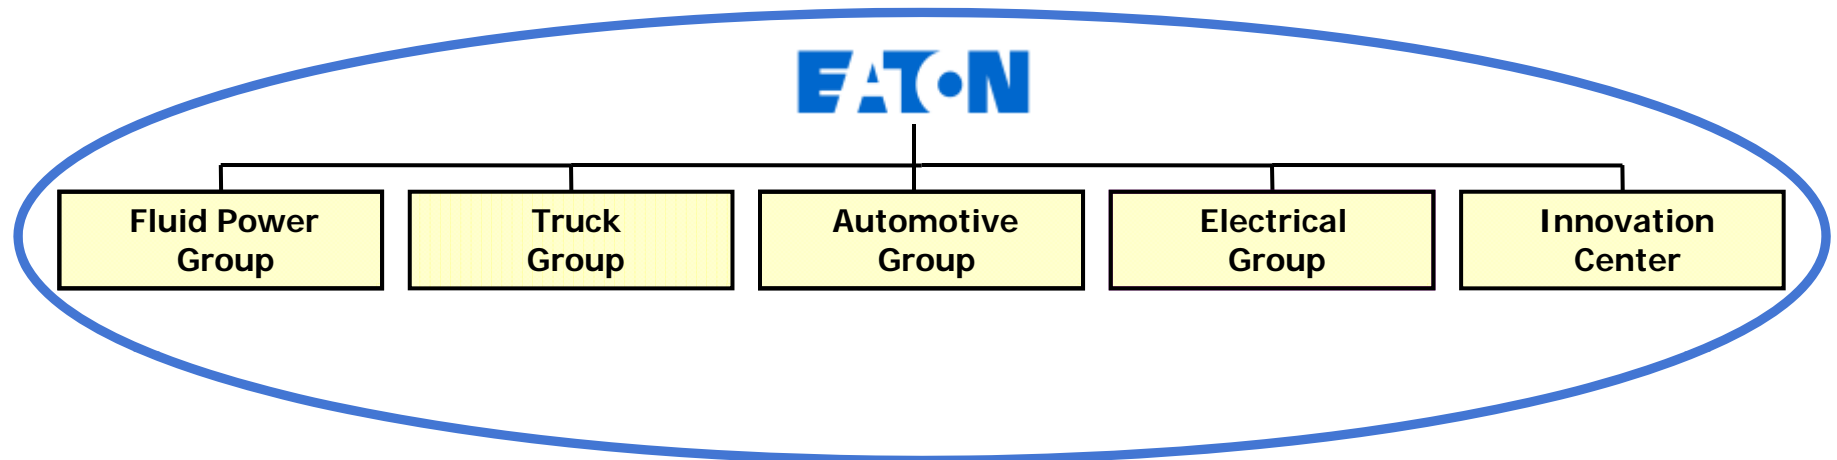 EATON
Fluid Power
Group
Truck
Group
Automotive
Group
Electrical
Group
Innovation
Center